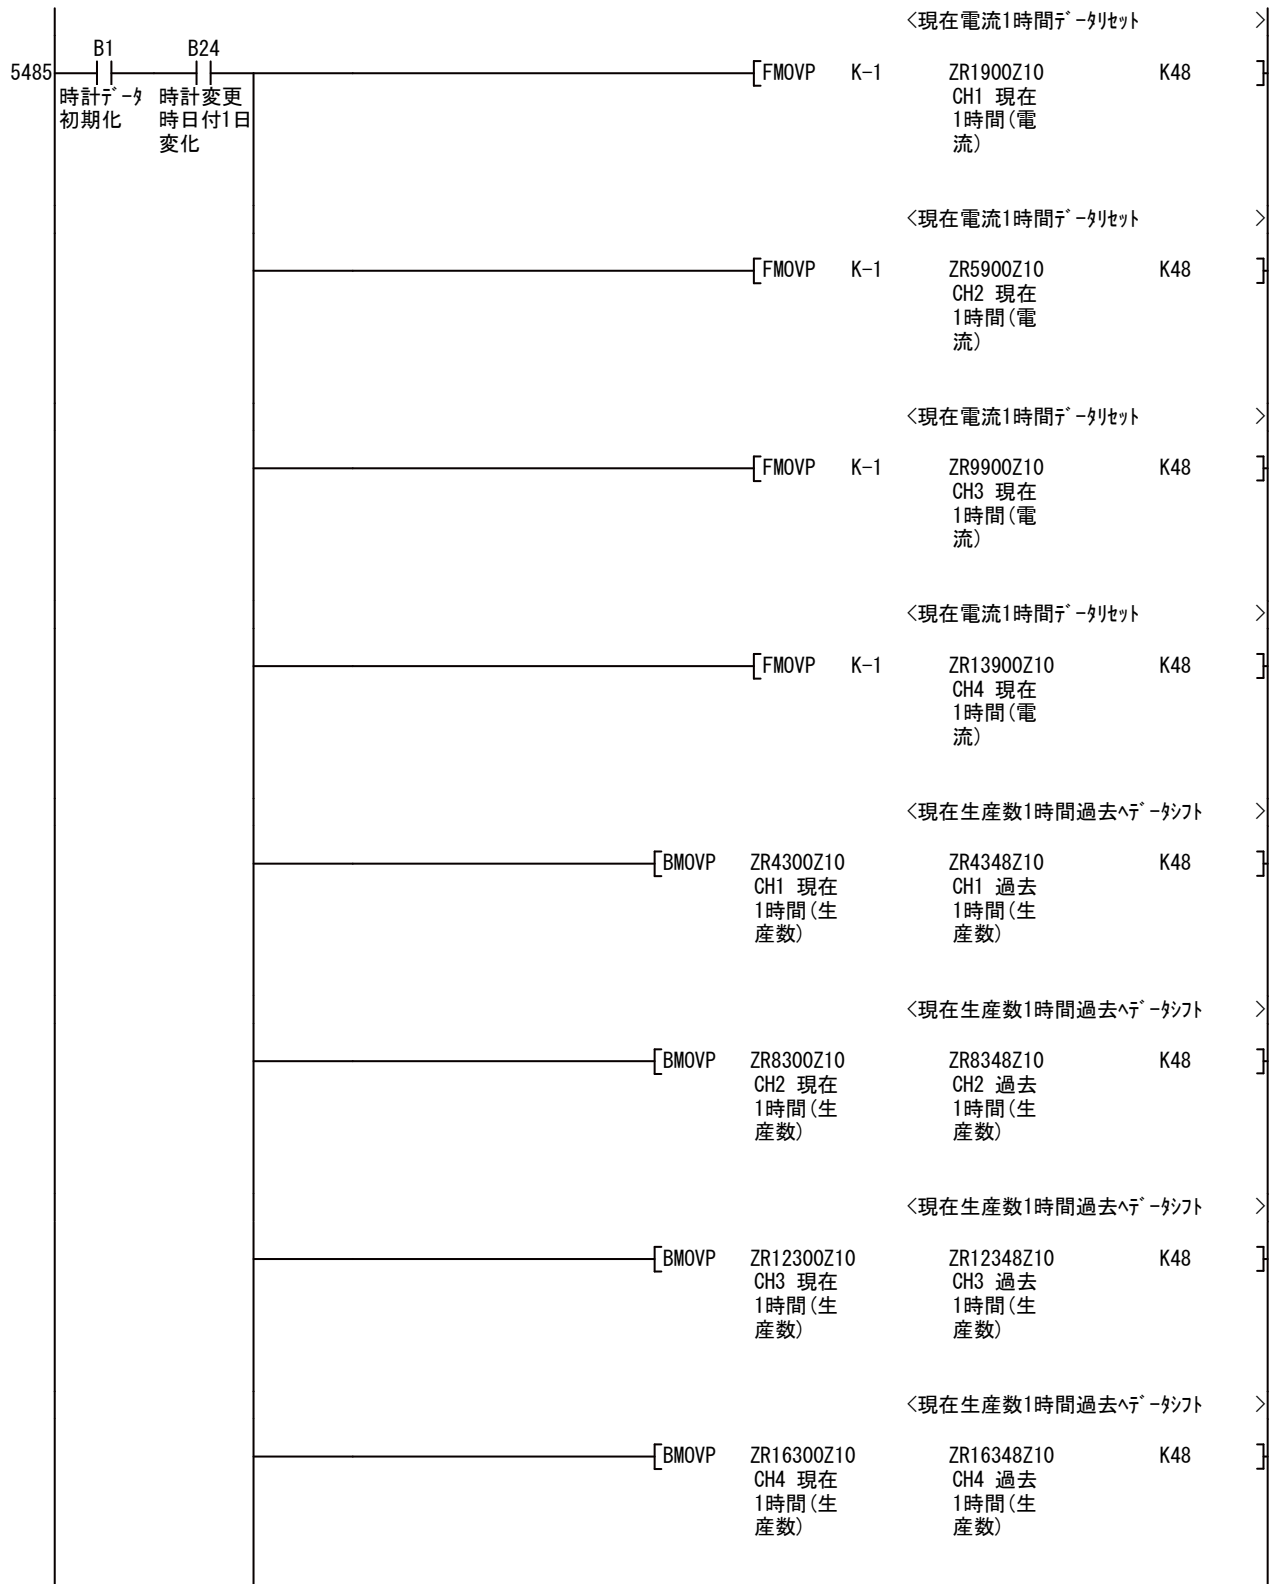 <現在電流1時間ﾃﾞｰﾀﾘｾｯﾄ >
B1 B24
5485 [FMOVP K-1 ZR1900Z10 K48 ]
時計ﾃﾞｰﾀ 時計変更 CH1 現在
初期化 時日付1日 1時間(電
変化 流)
<現在電流1時間ﾃﾞｰﾀﾘｾｯﾄ >
[FMOVP K-1 ZR5900Z10 K48 ]
CH2 現在
1時間(電
流)
<現在電流1時間ﾃﾞｰﾀﾘｾｯﾄ >
[FMOVP K-1 ZR9900Z10 K48 ]
CH3 現在
1時間(電
流)
<現在電流1時間ﾃﾞｰﾀﾘｾｯﾄ >
[FMOVP K-1 ZR13900Z10 K48 ]
CH4 現在
1時間(電
流)
<現在生産数1時間過去へﾃﾞｰﾀｼﾌﾄ >
[BMOVP ZR4300Z10 ZR4348Z10 K48 ]
CH1 現在 CH1 過去
1時間(生 1時間(生
産数) 産数)
<現在生産数1時間過去へﾃﾞｰﾀｼﾌﾄ >
[BMOVP ZR8300Z10 ZR8348Z10 K48 ]
CH2 現在 CH2 過去
1時間(生 1時間(生
産数) 産数)
<現在生産数1時間過去へﾃﾞｰﾀｼﾌﾄ >
[BMOVP ZR12300Z10 ZR12348Z10 K48 ]
CH3 現在 CH3 過去
1時間(生 1時間(生
産数) 産数)
<現在生産数1時間過去へﾃﾞｰﾀｼﾌﾄ >
[BMOVP ZR16300Z10 ZR16348Z10 K48 ]
CH4 現在 CH4 過去
1時間(生 1時間(生
産数) 産数)